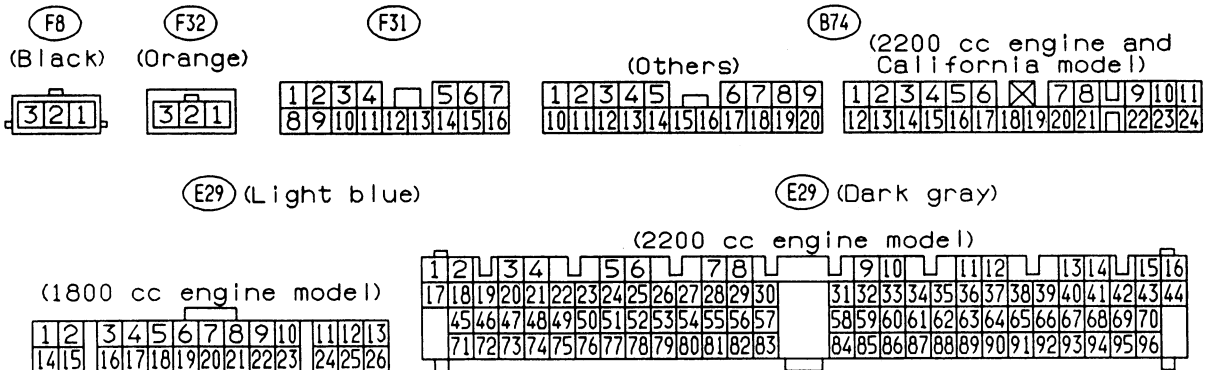 F8 F32 F31 B74
(Black) (Orange) (2200 cc engine and
California model)
(Others)
3 2 1
3 2 1
1 2 3 4 5 6 7
8 9 10 11 12 13 14 15 16
1 2 3 4 5 6 7 8 9
10 11 12 13 14 15 16 17 18 19 20
1 2 3 4 5 6 7 8 9 10 11
12 13 14 15 16 17 18 19 20 21 22 23 24
E29 (Light blue)
(1800 cc engine model)
1 2 3 4 5 6 7 8 9 10 11 12 13
14 15 16 17 18 19 20 21 22 23 24 25 26
E29 (Dark gray)
(2200 cc engine model)
1 2 3 4 5 6 7 8 9 10 11 12 13 14 15 16
17 18 19 20 21 22 23 24 25 26 27 28 29 30 31 32 33 34 35 36 37 38 39 40 41 42 43 44
45 46 47 48 49 50 51 52 53 54 55 56 57 58 59 60 61 62 63 64 65 66 67 68 69 70
71 72 73 74 75 76 77 78 79 80 81 82 83 84 85 86 87 88 89 90 91 92 93 94 95 96